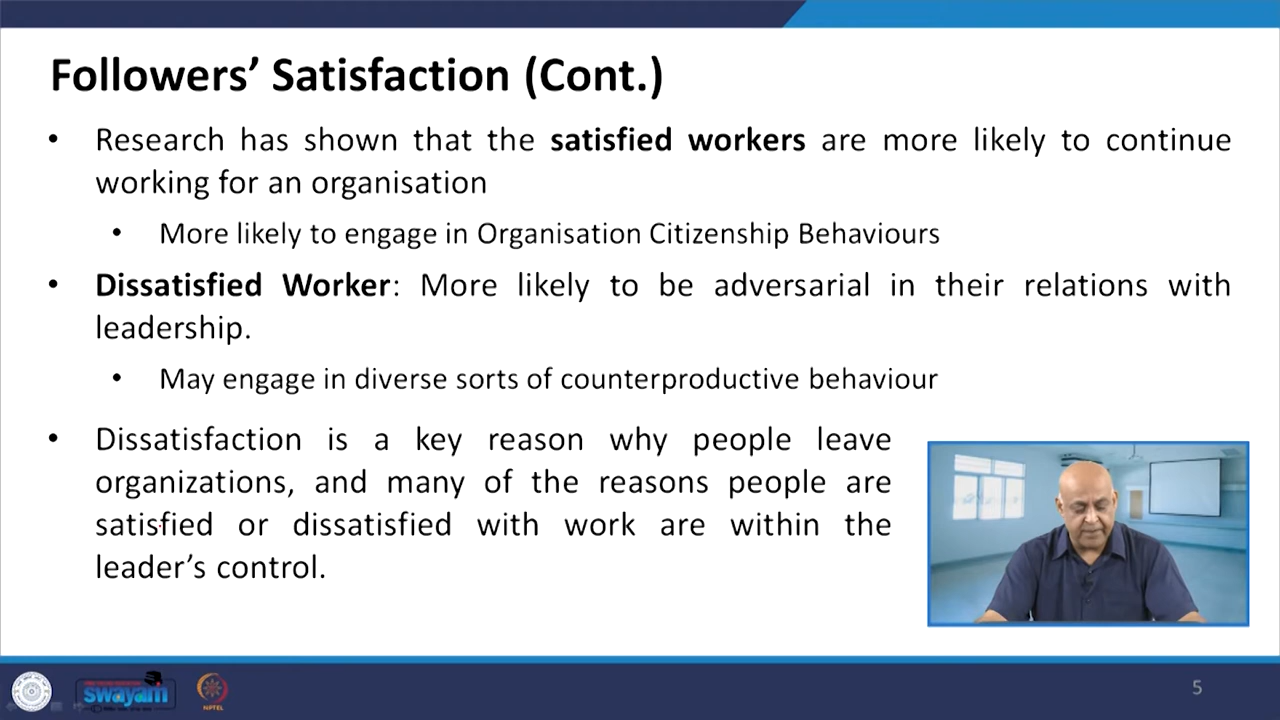 Followers’ Satisfaction (Cont.)
• Research has shown that the satisfied workers are more likely to continue
working for an organisation
• More likely to engage in Organisation Citizenship Behaviours
• Dissatisfied Worker: More likely to be adversarial in their relations with
leadership.
• May engage in diverse sorts of counterproductive behaviour
• Dissatisfaction is a key reason why people leave
organizations, and many of the reasons people are
satisfied or dissatisfied with work are within the
leader’s control.
swayam
NPTEL
5